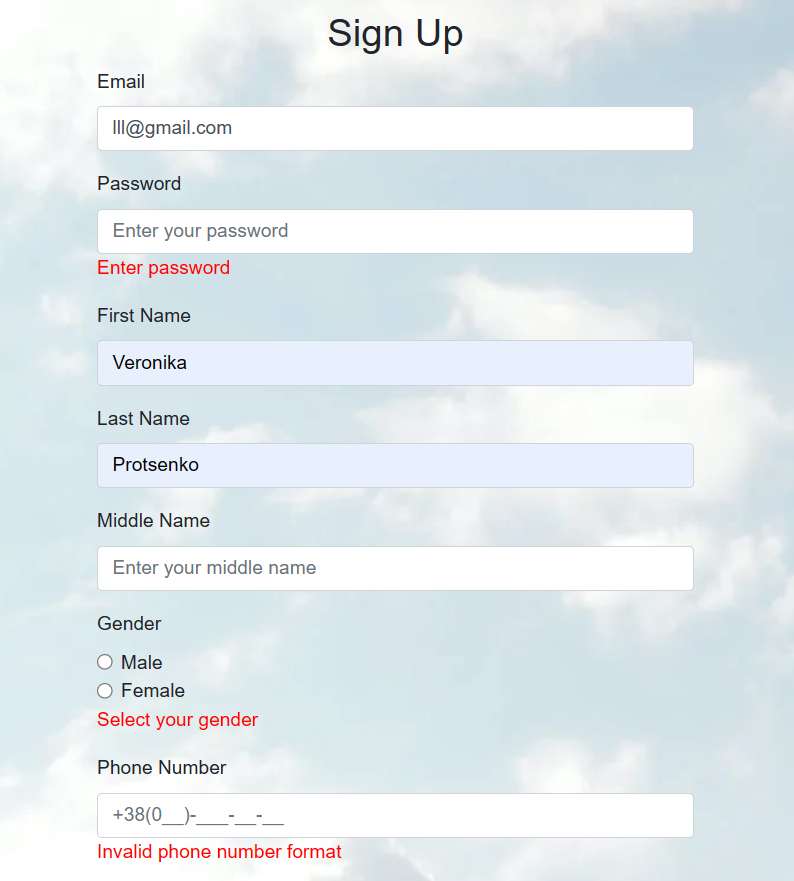 Sign Up
Email
lll@gmail.com
Password
Enter your password
Enter password
First Name
Veronika
Last Name
Protsenko
Middle Name
Enter your middle name
Gender
Male
Female
Select your gender
Phone Number
+38(0__)-___-__-__
Invalid phone number format